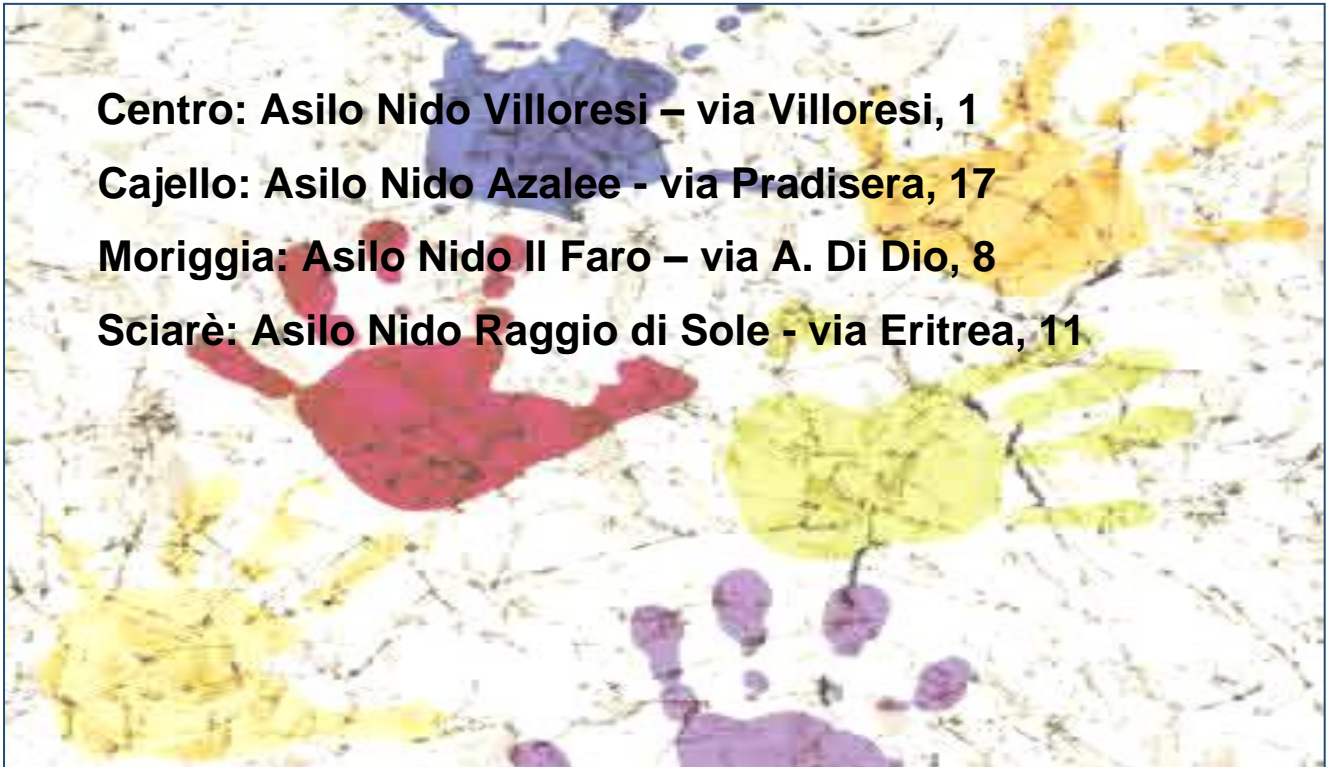 Centro: Asilo Nido Villoresi – via Villoresi, 1
Cajello: Asilo Nido Azalee - via Pradisera, 17
Moriggia: Asilo Nido Il Faro – via A. Di Dio, 8
Sciarè: Asilo Nido Raggio di Sole - via Eritrea, 11